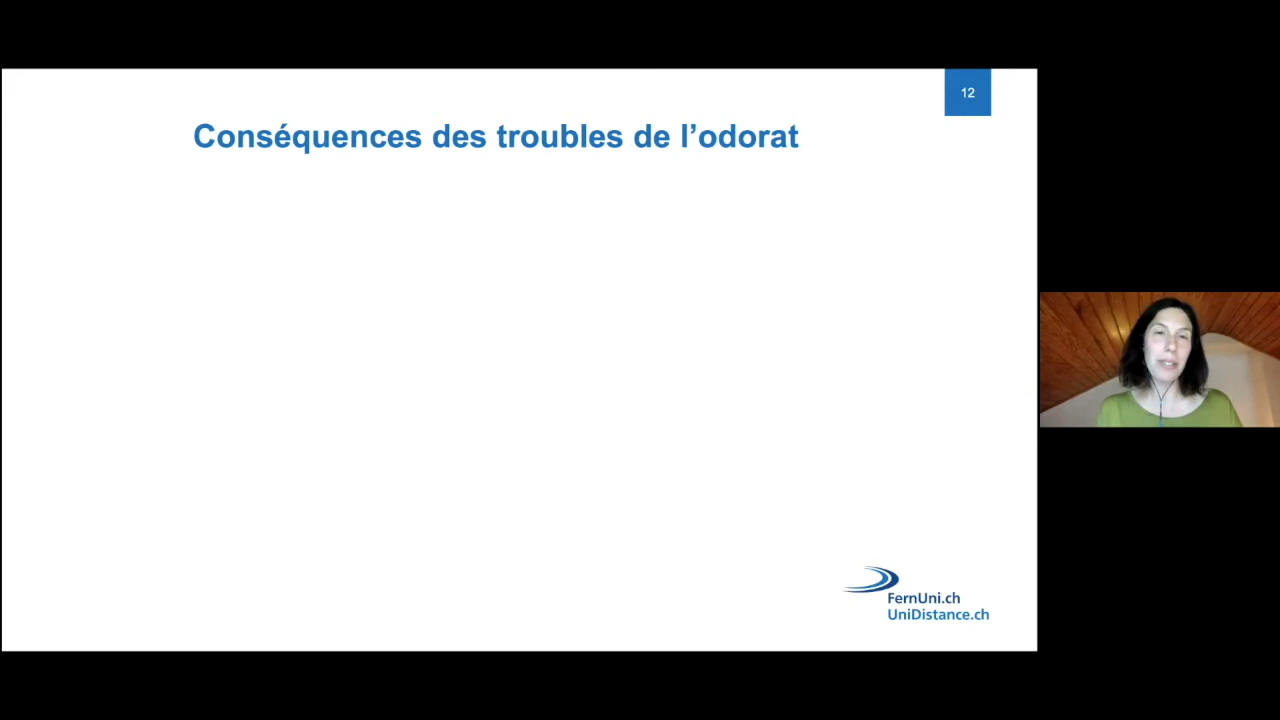 12
Conséquences des troubles de l’odorat
FernUni.ch
UniDistance.ch